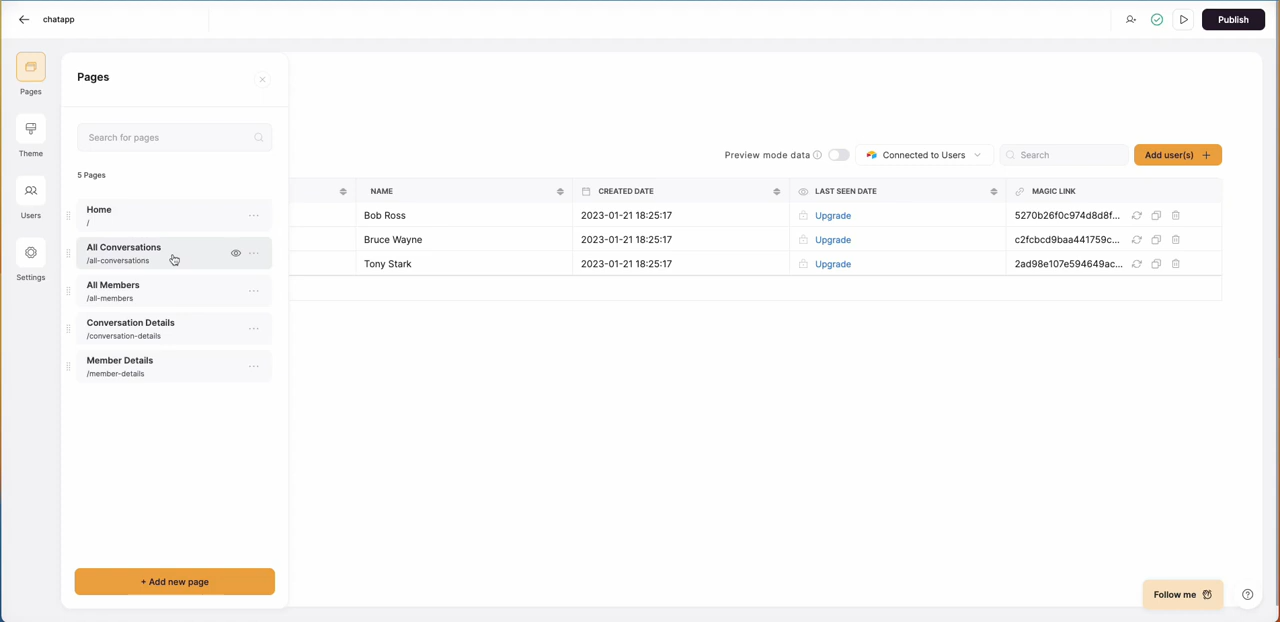 chatapp
Publish
Pages
Theme
Users
Settings
Pages
Search for pages
5 Pages
Home
/
All Conversations
/all-conversations
All Members
/all-members
Conversation Details
/conversation-details
Member Details
/member-details
+ Add new page
Preview mode data
Connected to Users
Search
Add user(s) +
NAME CREATED DATE LAST SEEN DATE MAGIC LINK
Bob Ross 2023-01-21 18:25:17 Upgrade 5270b26f0c974d8d8f...
Bruce Wayne 2023-01-21 18:25:17 Upgrade c2fcbcd9baa441759c...
Tony Stark 2023-01-21 18:25:17 Upgrade 2ad98e107e594649ac...
Follow me